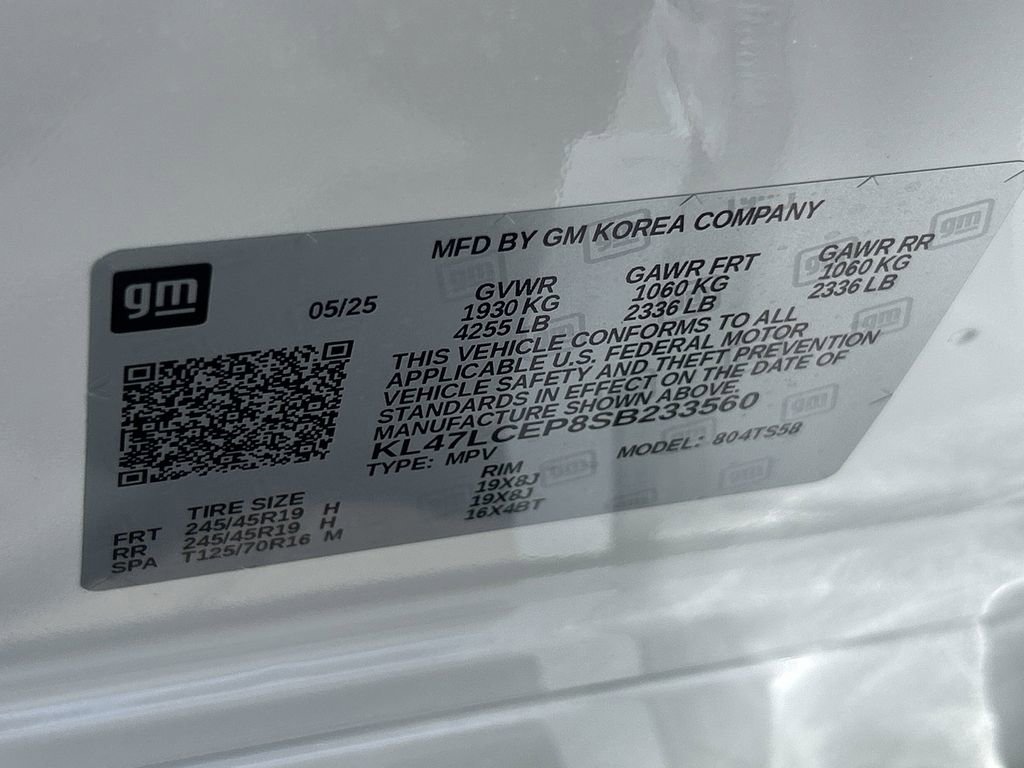 MFD BY GM KOREA COMPANY
gm
05/25
GVWR GAWR FRT GAWR RR
1930 KG 1060 KG 1060 KG
4255 LB 2336 LB 2336 LB
THIS VEHICLE CONFORMS TO ALL
APPLICABLE U.S. FEDERAL MOTOR
VEHICLE SAFETY AND THEFT PREVENTION
STANDARDS IN EFFECT ON THE DATE OF
MANUFACTURE SHOWN ABOVE.
KL47LCEP8SB233560
TYPE: MPV MODEL: 804TS58
TIRE SIZE RIM
FRT 245/45R19 H 19X8J
RR 245/45R19 H 19X8J
SPA T125/70R16 M 16X4BT